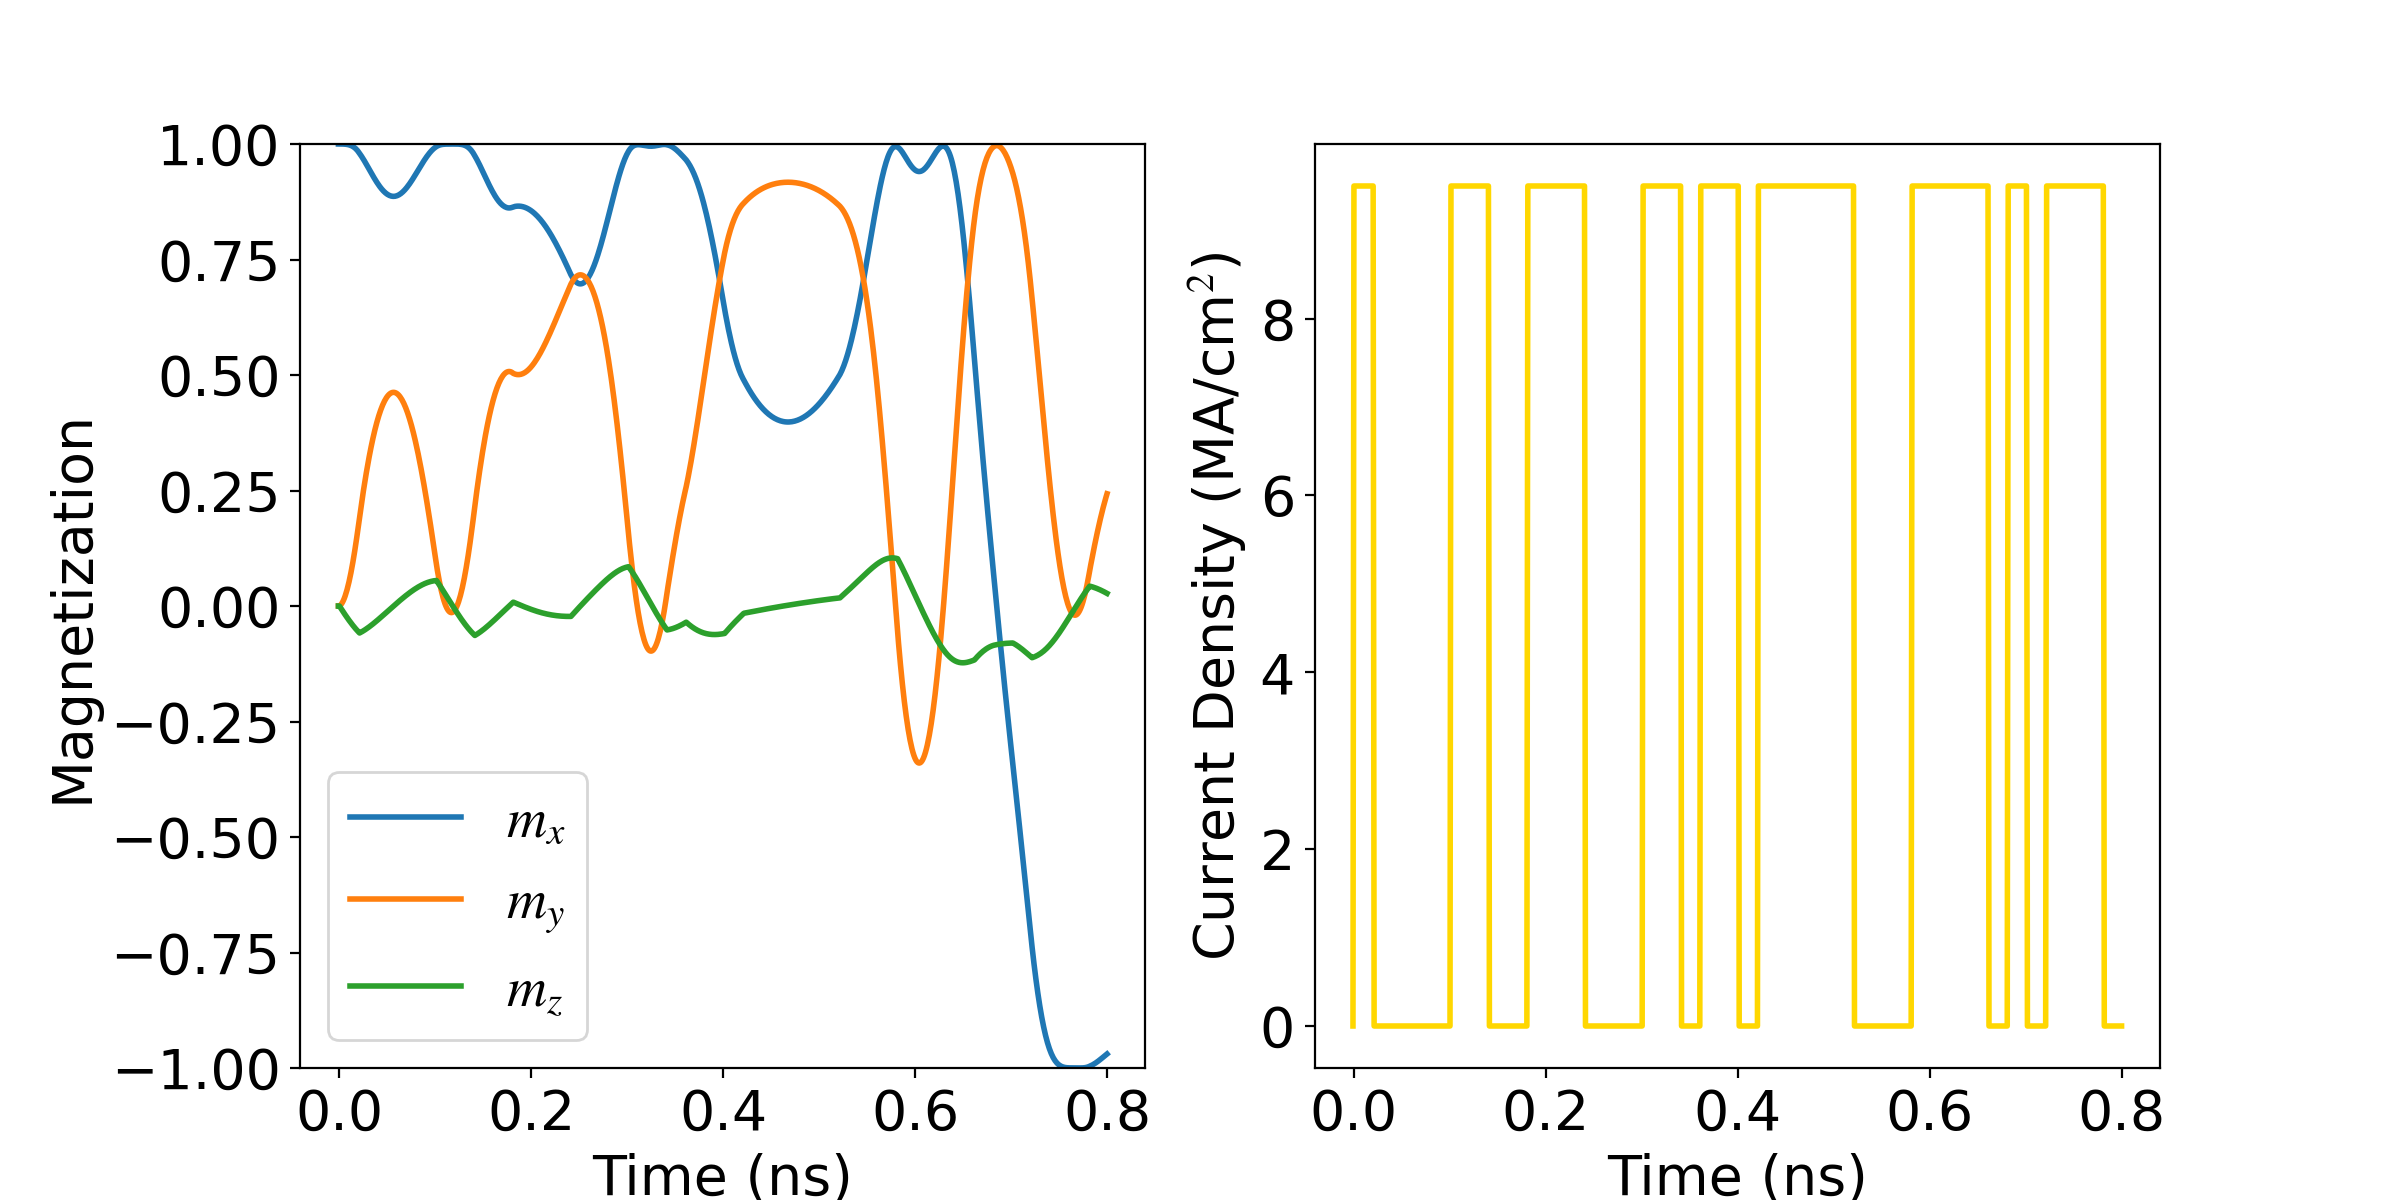 Magnetization
1.00
0.75
0.50
0.25
0.00
−0.25
−0.50
−0.75
−1.00
m_x
m_y
m_z
0.0 0.2 0.4 0.6 0.8
Time (ns)
Current Density (MA/cm²)
8
6
4
2
0
0.0 0.2 0.4 0.6 0.8
Time (ns)